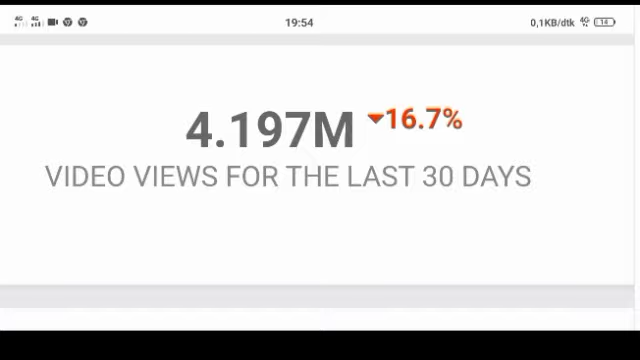 4G 4G 19:54 0,1KB/dtk 4G 14
4.197M 16.7%
VIDEO VIEWS FOR THE LAST 30 DAYS